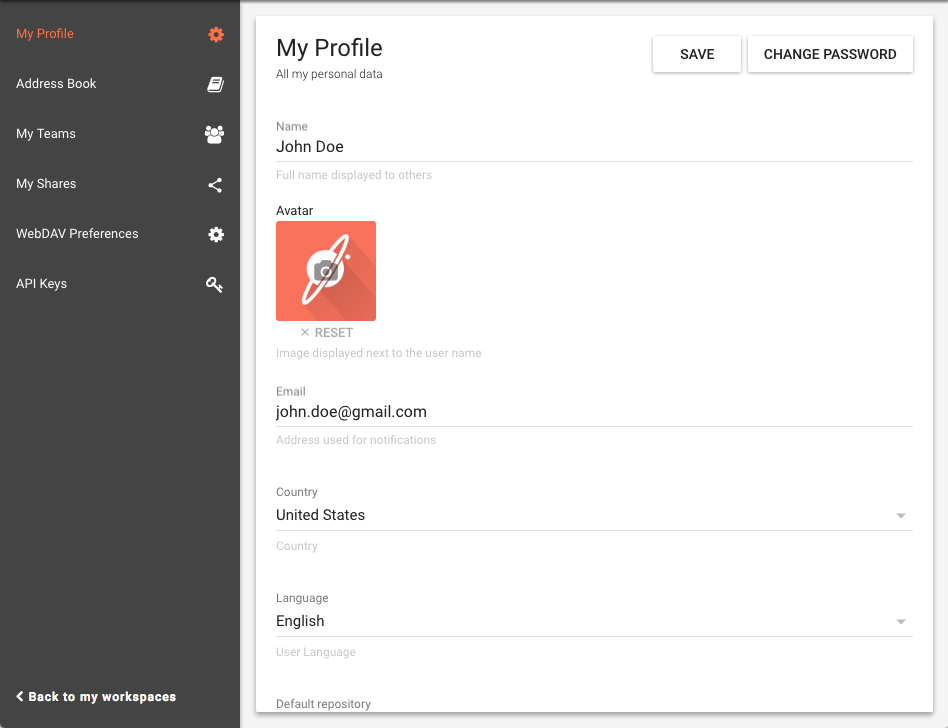 My Profile
Address Book
My Teams
My Shares
WebDAV Preferences
API Keys
Back to my workspaces
My Profile
All my personal data
SAVE
CHANGE PASSWORD
Name
John Doe
Full name displayed to others
Avatar
RESET
Image displayed next to the user name
Email
john.doe@gmail.com
Address used for notifications
Country
United States
Country
Language
English
User Language
Default repository